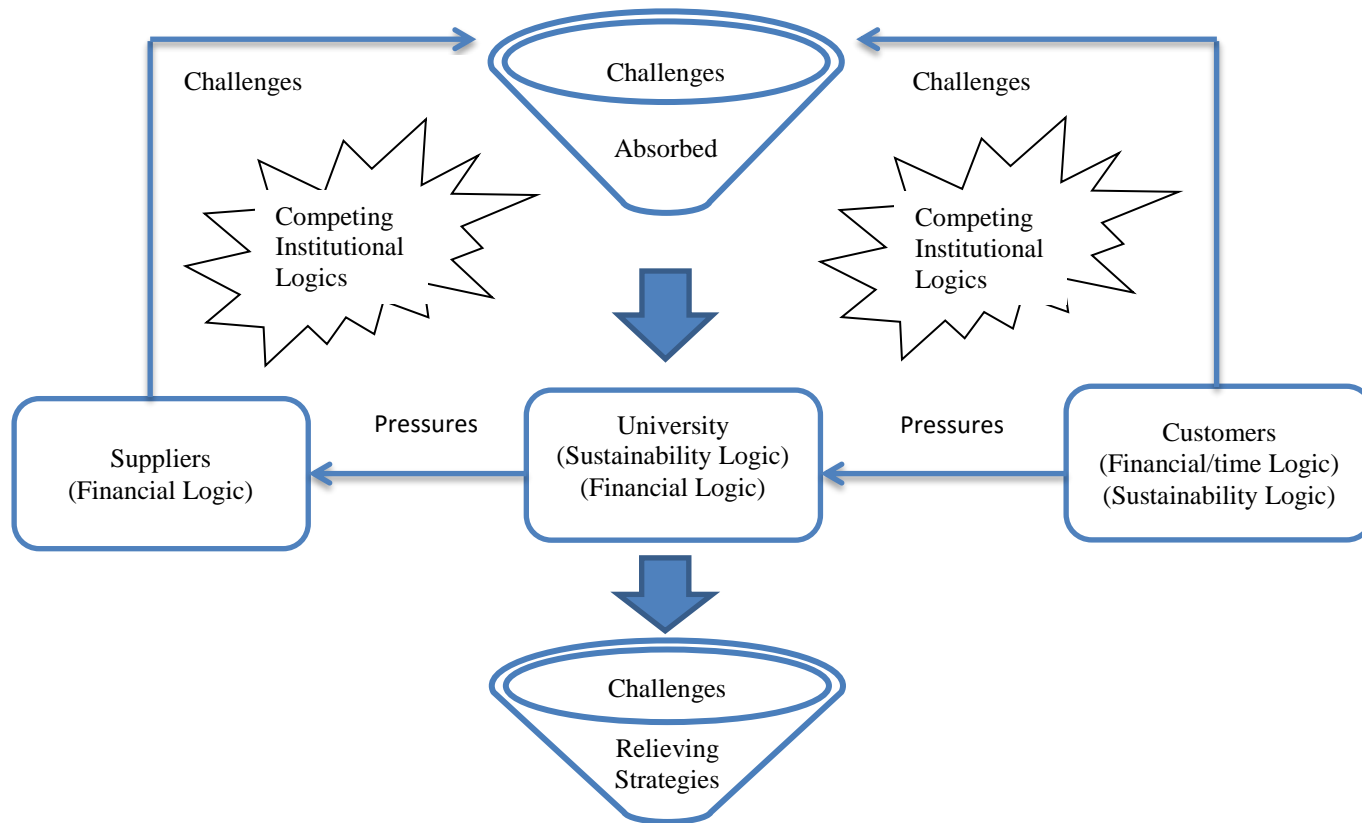 Challenges
Challenges
Challenges
Absorbed
Competing
Institutional
Logics
Competing
Institutional
Logics
Pressures
Pressures
Suppliers
(Financial Logic)
University
(Sustainability Logic)
(Financial Logic)
Customers
(Financial/time Logic)
(Sustainability Logic)
Challenges
Relieving
Strategies